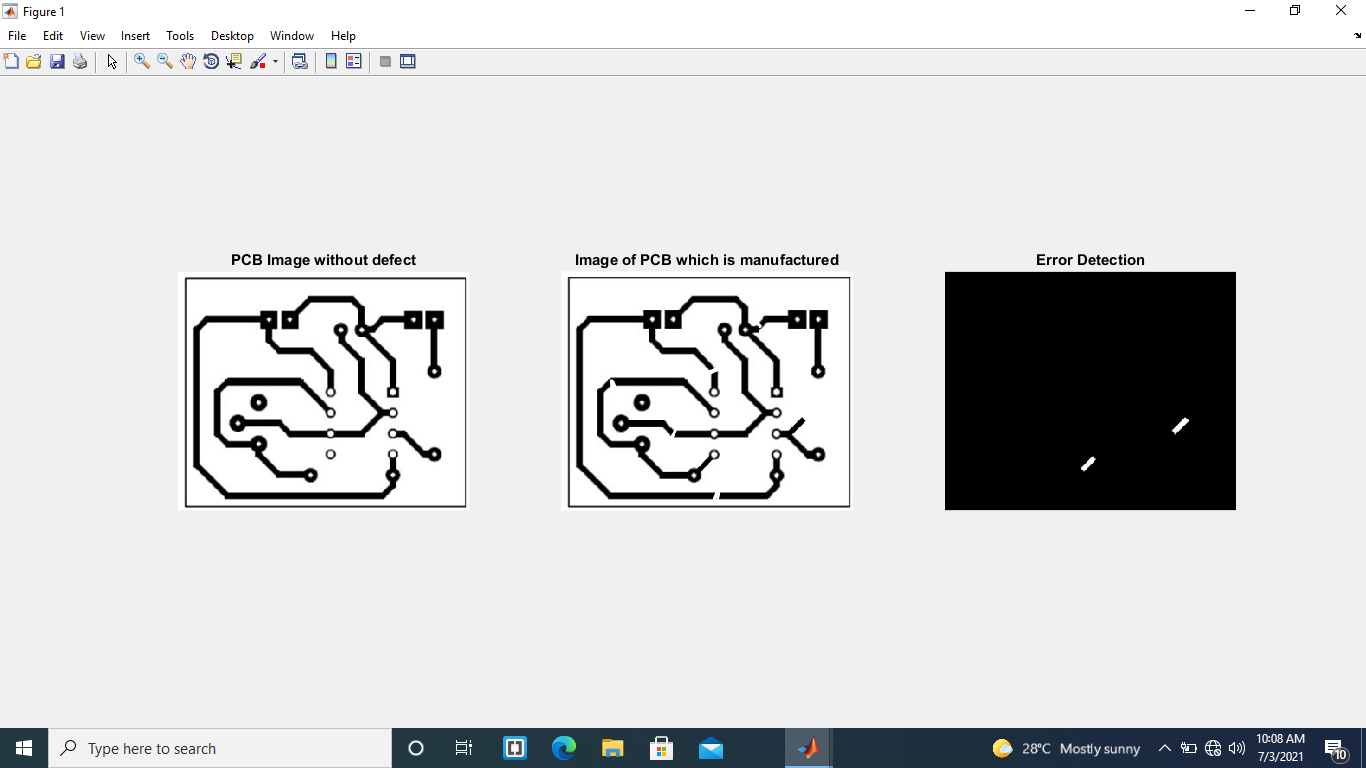 Figure 1
File Edit View Insert Tools Desktop Window Help
PCB Image without defect
Image of PCB which is manufactured
Error Detection
Type here to search
28°C Mostly sunny
10:08 AM
7/3/2021
10